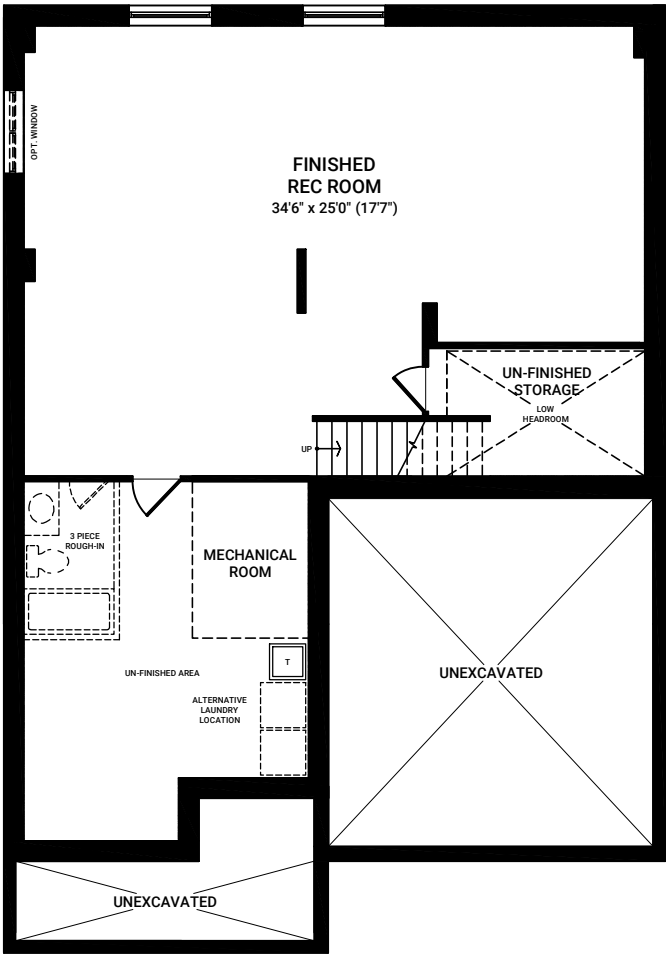 OPT. WINDOW
FINISHED
REC ROOM
34'6" x 25'0" (17'7")
UN-FINISHED
STORAGE
LOW
HEADROOM
UP
3 PIECE
ROUGH-IN
MECHANICAL
ROOM
T
UN-FINISHED AREA
ALTERNATIVE
LAUNDRY
LOCATION
UNEXCAVATED
UNEXCAVATED